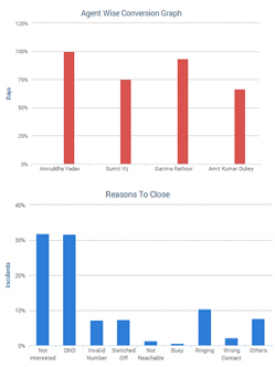 Agent Wise Conversion Graph
125%
100%
75%
50%
25%
0%
Days
Aniruddha Yadav
Sumit Vij
Garima Rathour
Amit Kumar Dubey
Reasons To Close
40%
30%
20%
10%
0%
Incidents
Not Interested
DND
Invalid Number
Switched Off
Not Reachable
Busy
Ringing
Wrong Contact
Others